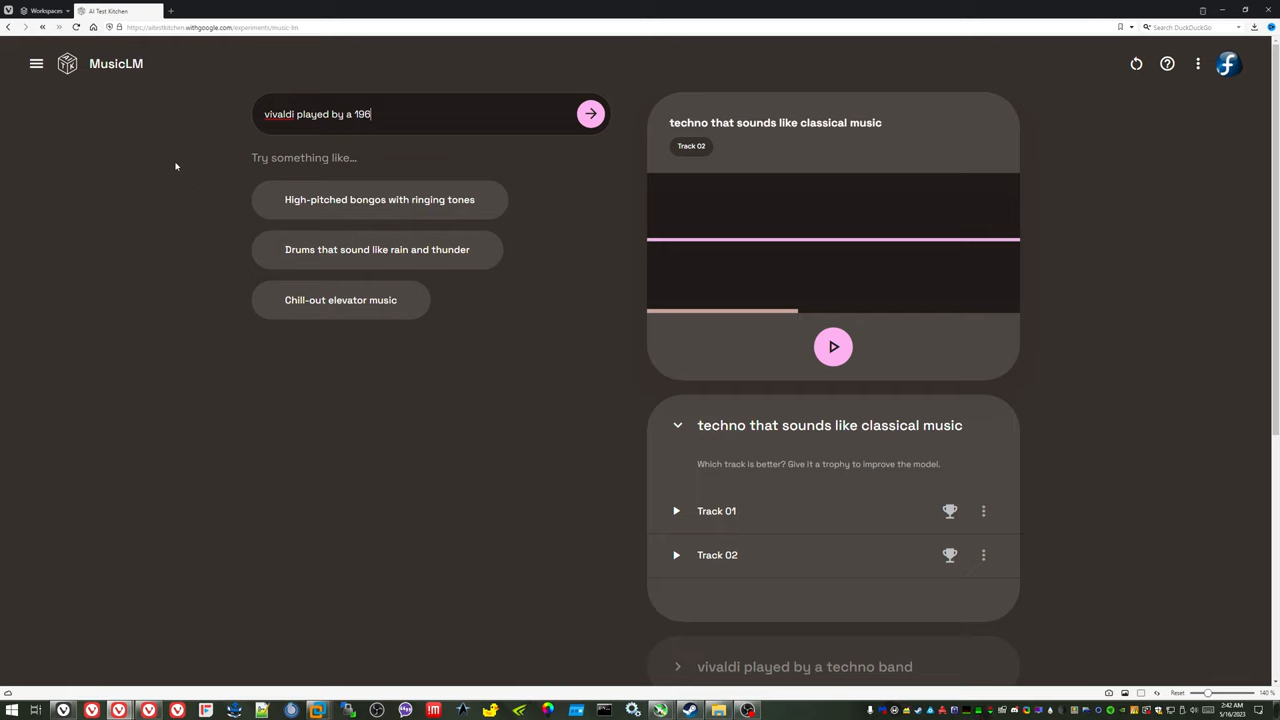 Workspaces
AI Test Kitchen
https://aitestkitchen.withgoogle.com/experiments/music-lm
Search DuckDuckGo
MusicLM
vivaldi played by a 196
Try something like…
High-pitched bongos with ringing tones
Drums that sound like rain and thunder
Chill-out elevator music
techno that sounds like classical music
Track 02
techno that sounds like classical music
Which track is better? Give it a trophy to improve the model.
Track 01
Track 02
vivaldi played by a techno band
Reset
140 %
2:42 AM
5/16/2023